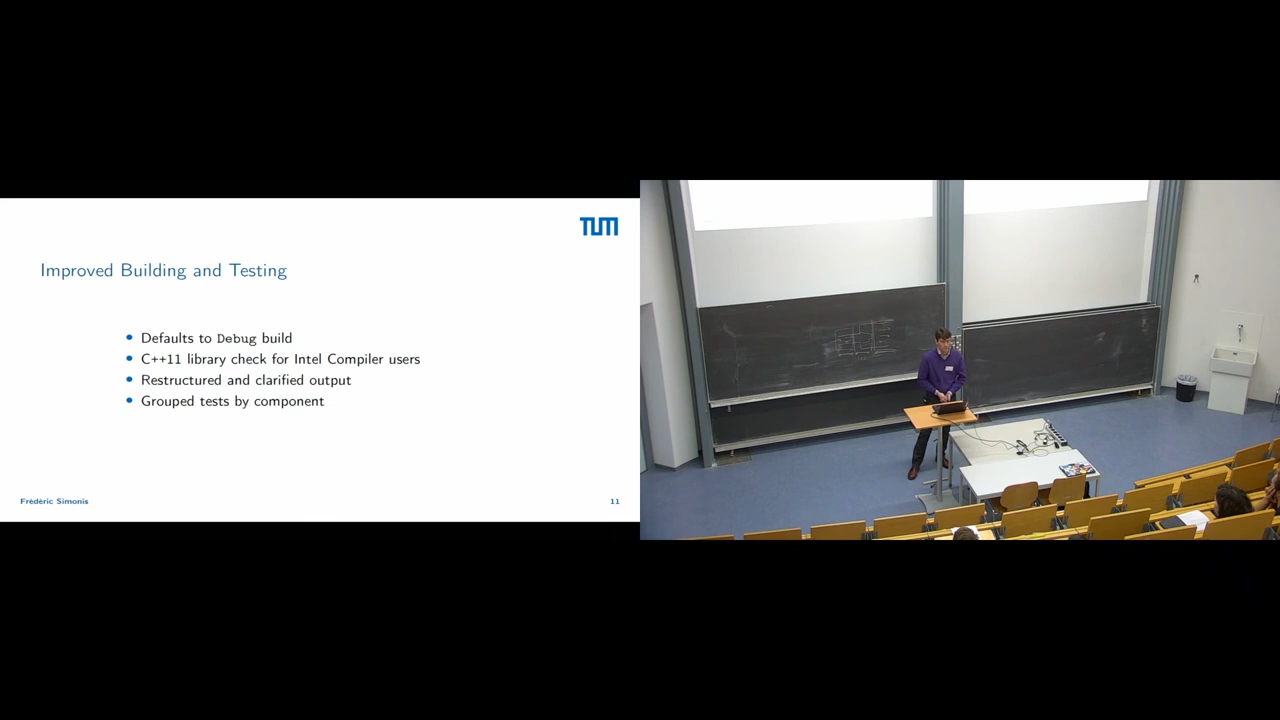 TUM
Improved Building and Testing
• Defaults to Debug build
• C++11 library check for Intel Compiler users
• Restructured and clarified output
• Grouped tests by component
Frédéric Simonis
11